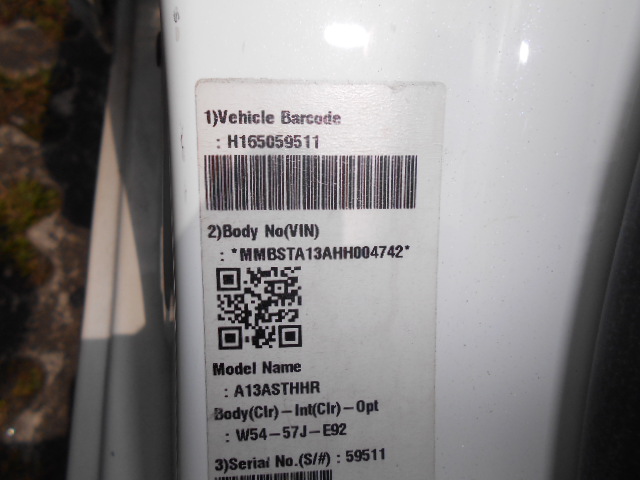 1)Vehicle Barcode
: H165059511
2)Body No(VIN)
: *MMBSTA13AHH004742*
Model Name
: A13ASTHHR
Body(Clr)-Int(Clr)-Opt
: W54-57J-E92
3)Serial No.(S/#) : 59511